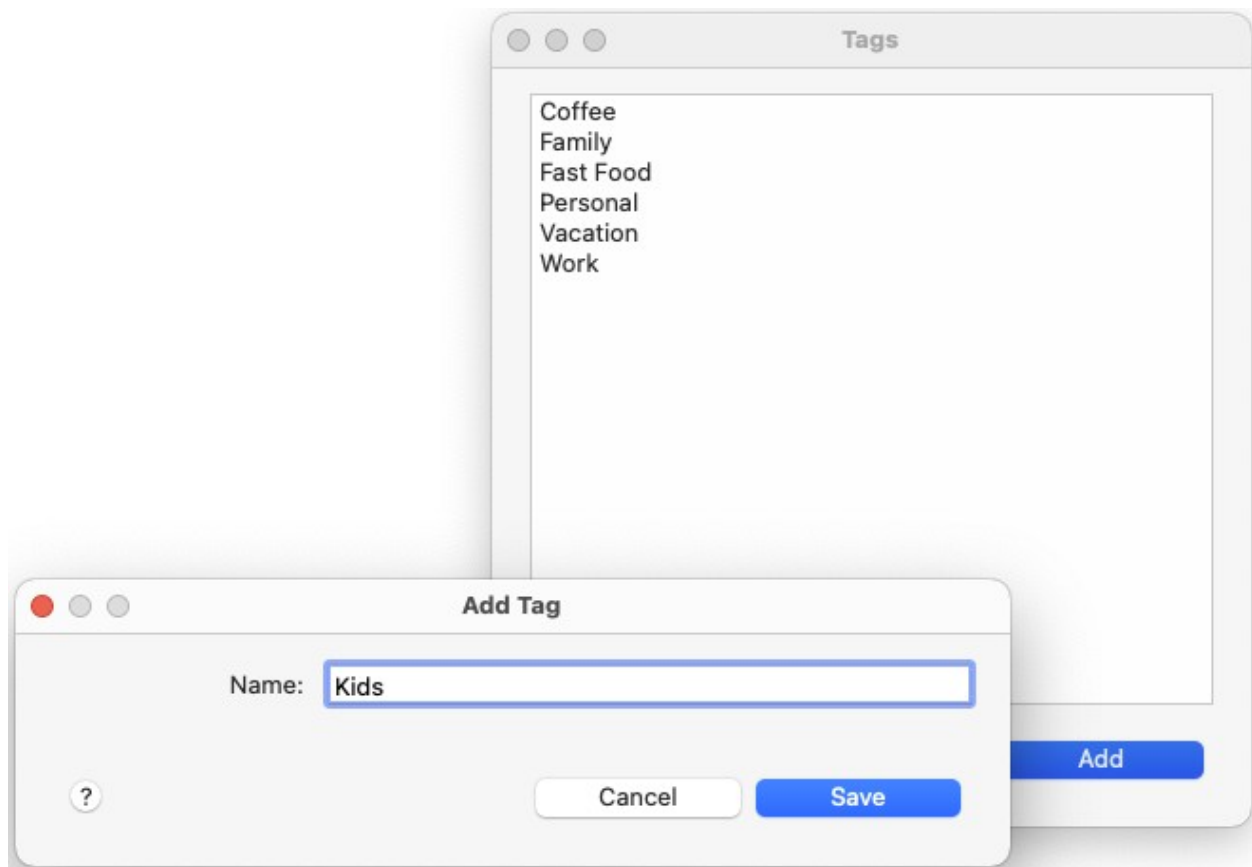 Tags
Coffee
Family
Fast Food
Personal
Vacation
Work
Add
Add Tag
Name: Kids
? Cancel Save